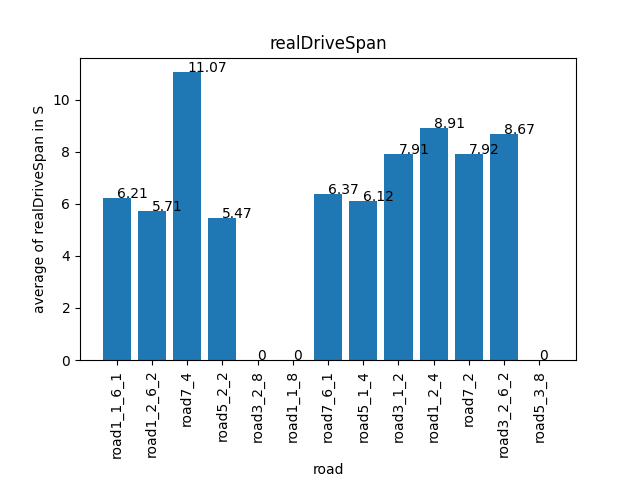 realDriveSpan
average of realDriveSpan in S
10
8
6
4
2
0
6.21
5.71
11.07
5.47
0
0
6.37
6.12
7.91
8.91
7.92
8.67
0
road1_1_6_1
road1_2_6_2
road7_4
road5_2_2
road3_2_8
road1_1_8
road7_6_1
road5_1_4
road3_1_2
road1_2_4
road7_2
road3_2_6_2
road5_3_8
road